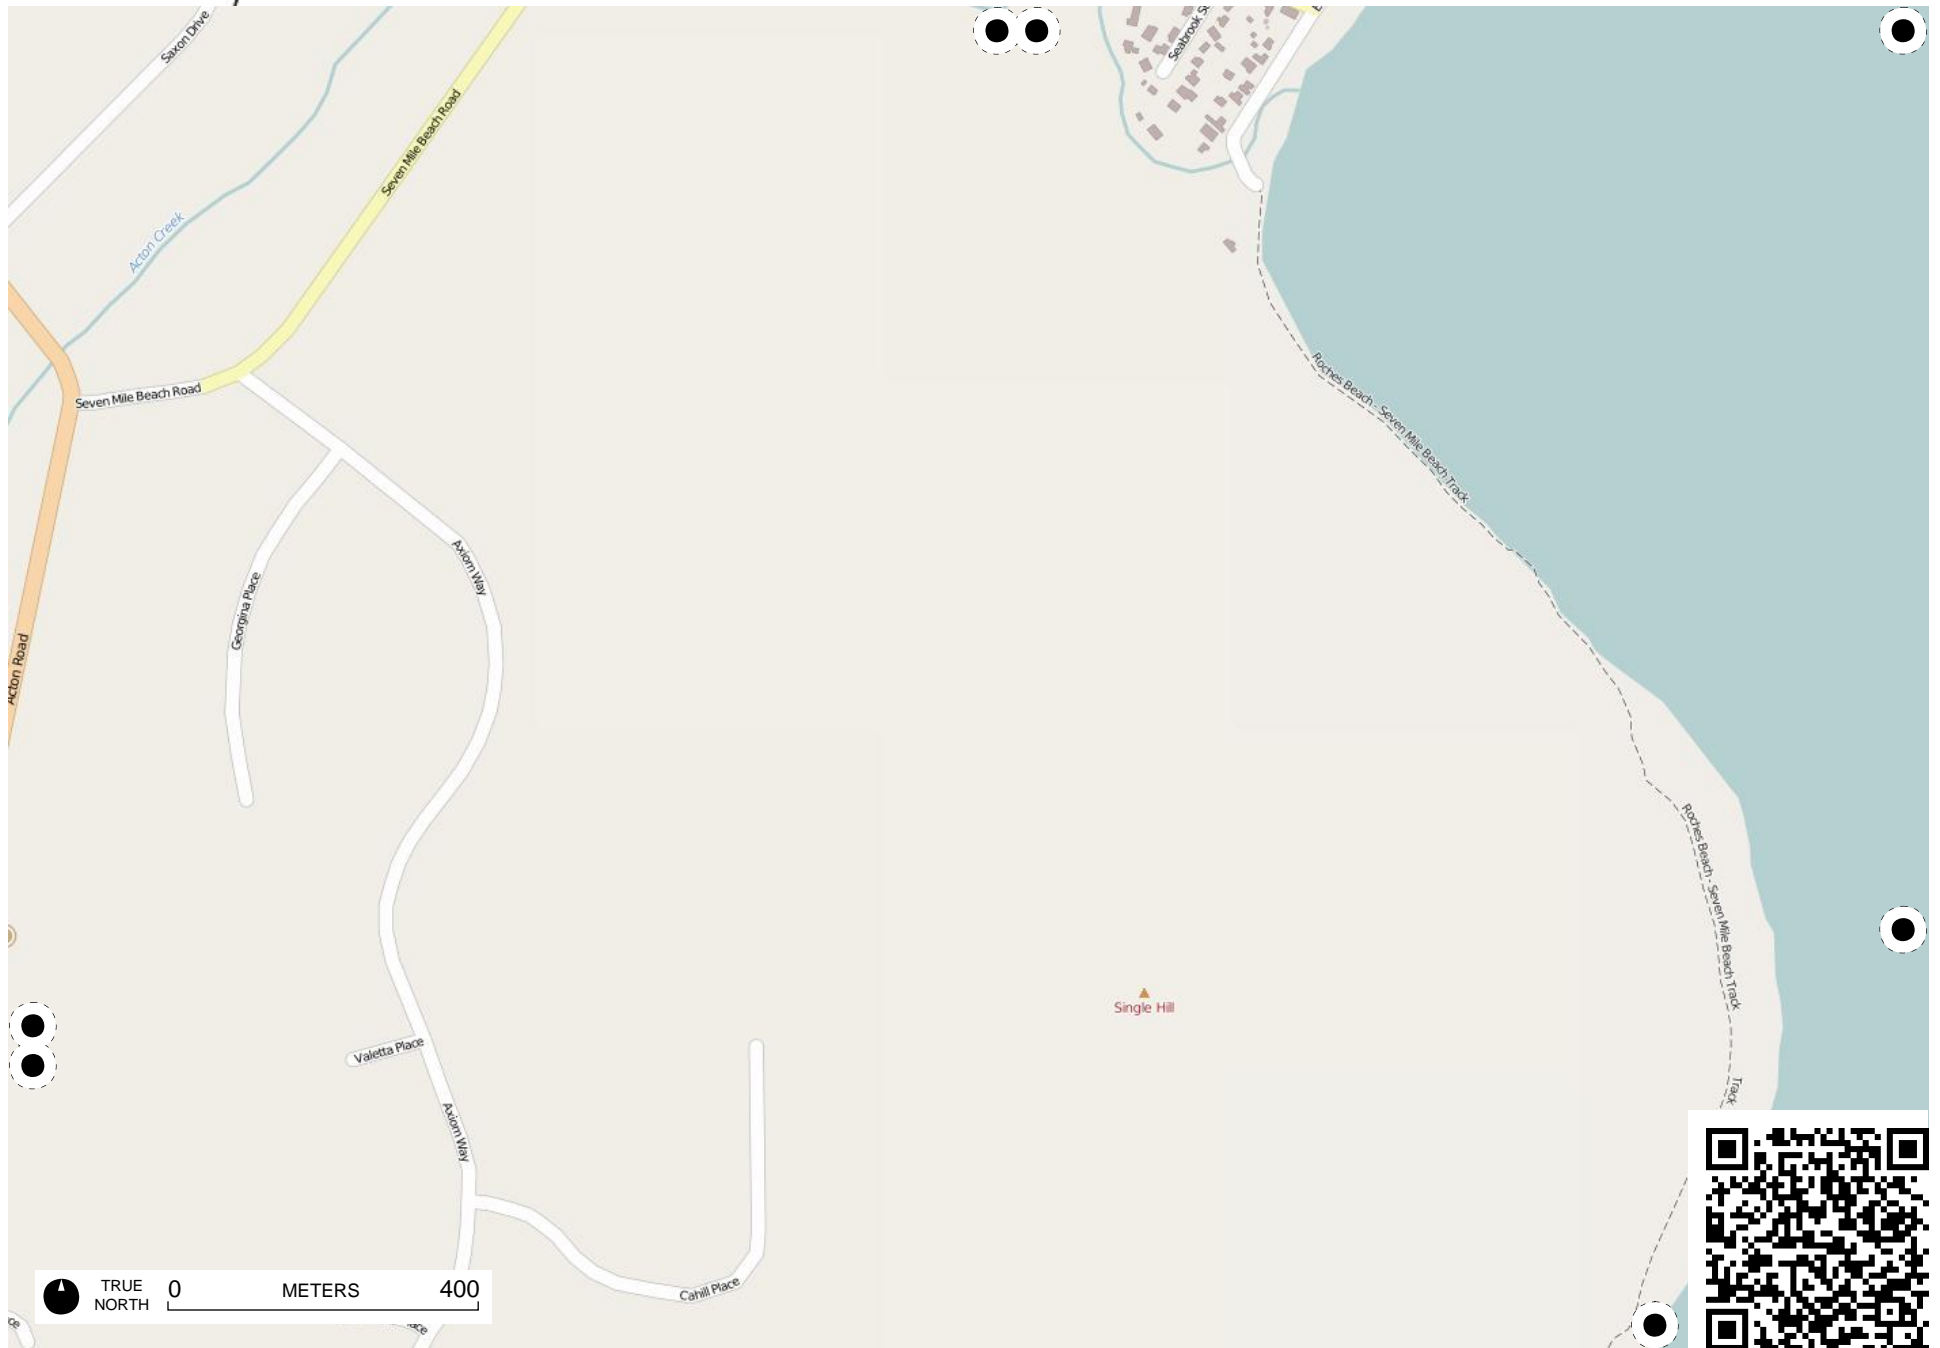 Saxon Drive
Seabrook
Seven Mile Beach Road
Acton Creek
Roches Beach - Seven Mile Beach Track
Seven Mile Beach Road
Axiom Way
Georgina Place
Acton Road
Roches Beach - Seven Mile Beach Track
Single Hill
Valetta Place
Track
Axiom Way
Cahill Place
TRUE
NORTH
0 METERS 400